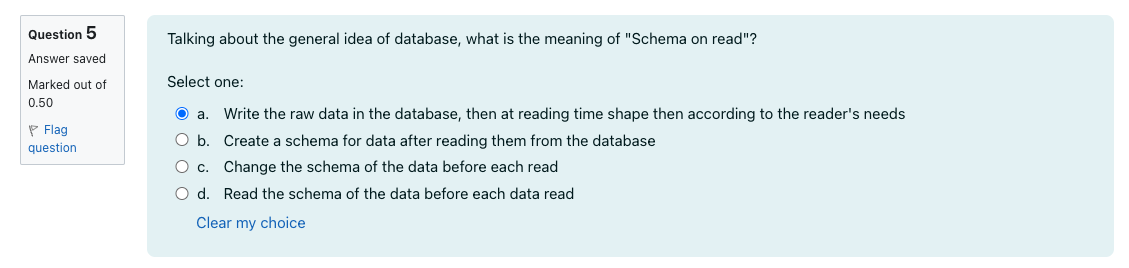 Question 5
Answer saved
Marked out of
0.50
Flag
question
Talking about the general idea of database, what is the meaning of "Schema on read"?
Select one:
a. Write the raw data in the database, then at reading time shape then according to the reader's needs
b. Create a schema for data after reading them from the database
c. Change the schema of the data before each read
d. Read the schema of the data before each data read
Clear my choice